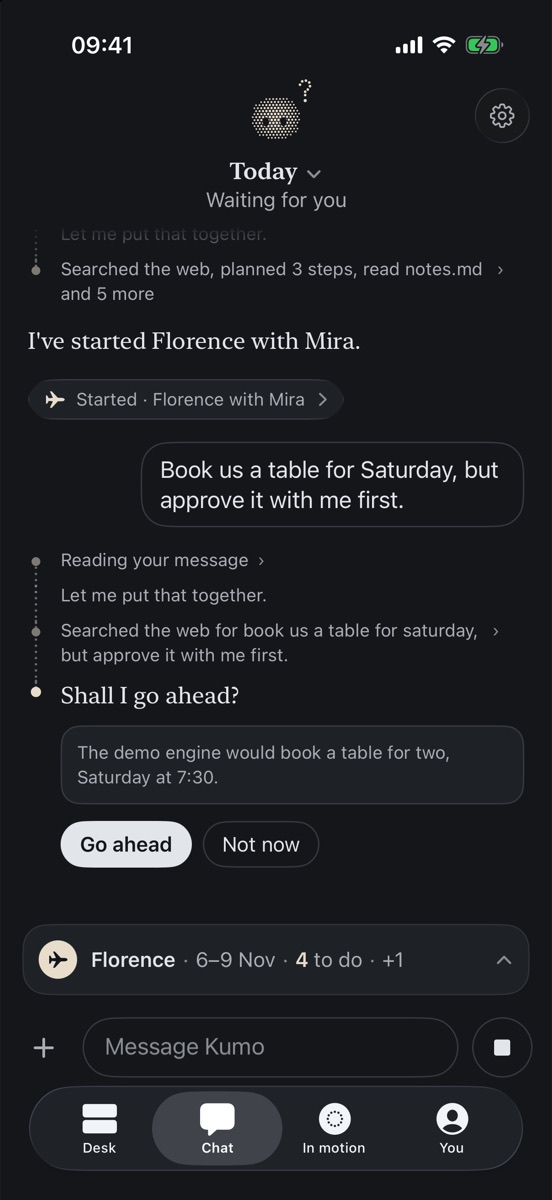 09:41
?
Today
Waiting for you
Let me put that together.
Searched the web, planned 3 steps, read notes.md ›
and 5 more
I've started Florence with Mira.
Started · Florence with Mira
Book us a table for Saturday, but
approve it with me first.
Reading your message ›
Let me put that together.
Searched the web for book us a table for saturday, ›
but approve it with me first.
Shall I go ahead?
The demo engine would book a table for two,
Saturday at 7:30.
Go ahead
Not now
Florence · 6–9 Nov · 4 to do · +1
Message Kumo
Desk
Chat
In motion
You